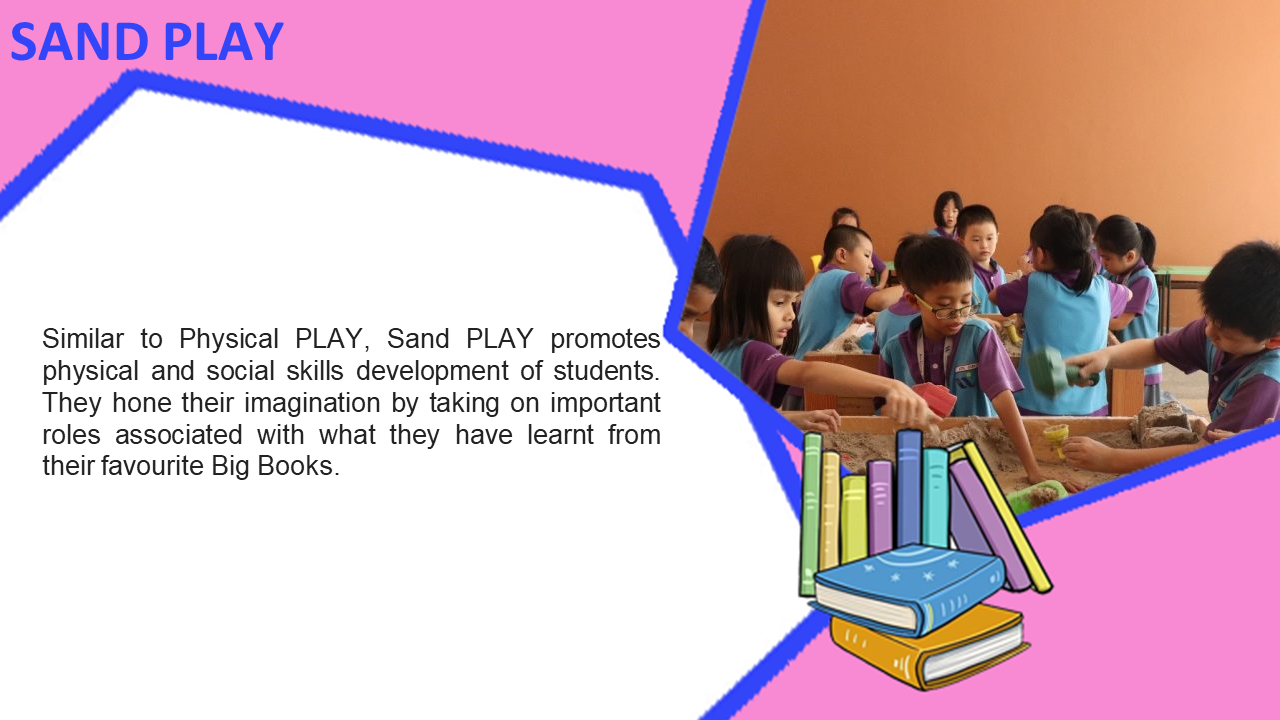 SAND PLAY
Similar to Physical PLAY, Sand PLAY promotes
physical and social skills development of students.
They hone their imagination by taking on important
roles associated with what they have learnt from
their favourite Big Books.